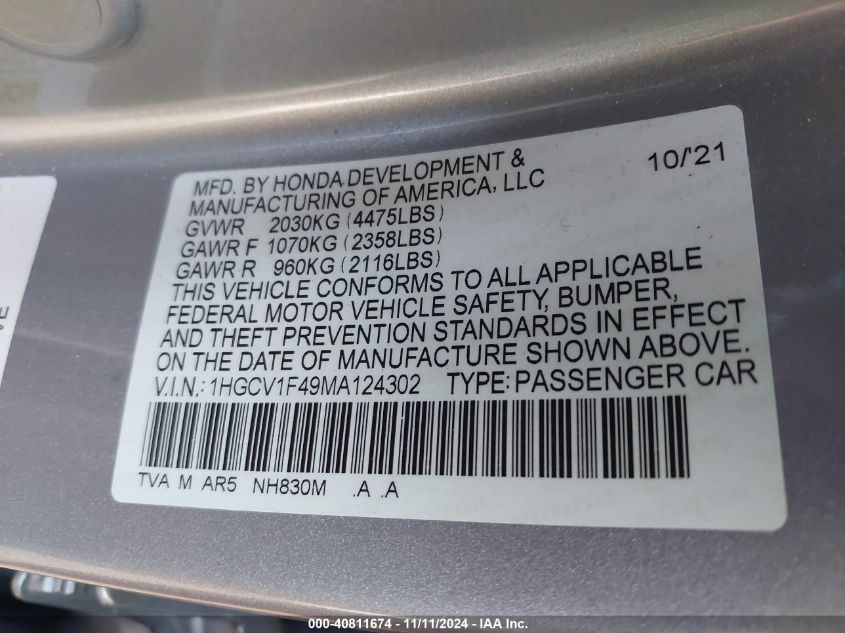 MFD. BY HONDA DEVELOPMENT & 10/'21
MANUFACTURING OF AMERICA, LLC
GVWR 2030KG (4475LBS)
GAWR F 1070KG (2358LBS)
GAWR R 960KG (2116LBS)
THIS VEHICLE CONFORMS TO ALL APPLICABLE
FEDERAL MOTOR VEHICLE SAFETY, BUMPER,
AND THEFT PREVENTION STANDARDS IN EFFECT
ON THE DATE OF MANUFACTURE SHOWN ABOVE.
V.I.N.: 1HGCV1F49MA124302 TYPE: PASSENGER CAR
TVA M AR5 NH830M .A .A
000-40811674 - 11/11/2024 - IAA Inc.